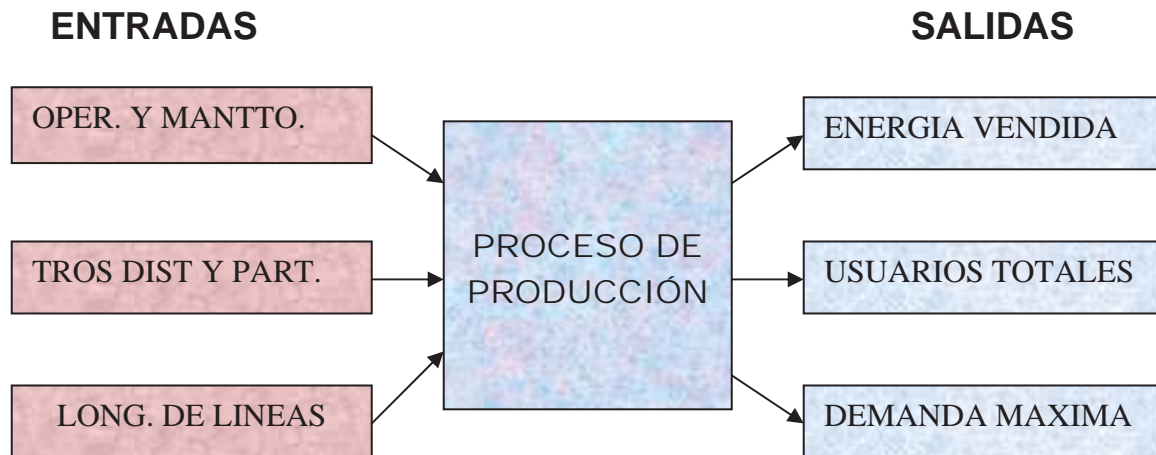 ENTRADAS
SALIDAS
OPER. Y MANTTO.
TROS DIST Y PART.
LONG. DE LINEAS
PROCESO DE
PRODUCCIÓN
ENERGIA VENDIDA
USUARIOS TOTALES
DEMANDA MAXIMA